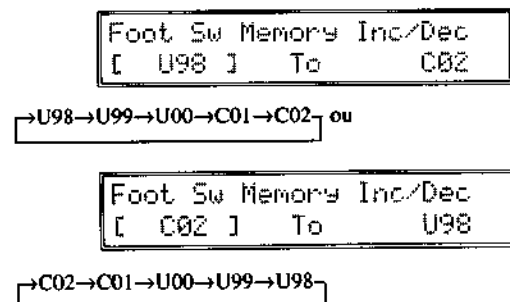 Foot Sw Memory Inc/Dec
[ U98 ] To C02
→U98→U99→U00→C01→C02 ou
Foot Sw Memory Inc/Dec
[ C02 ] To U98
→C02→C01→U00→U99→U98